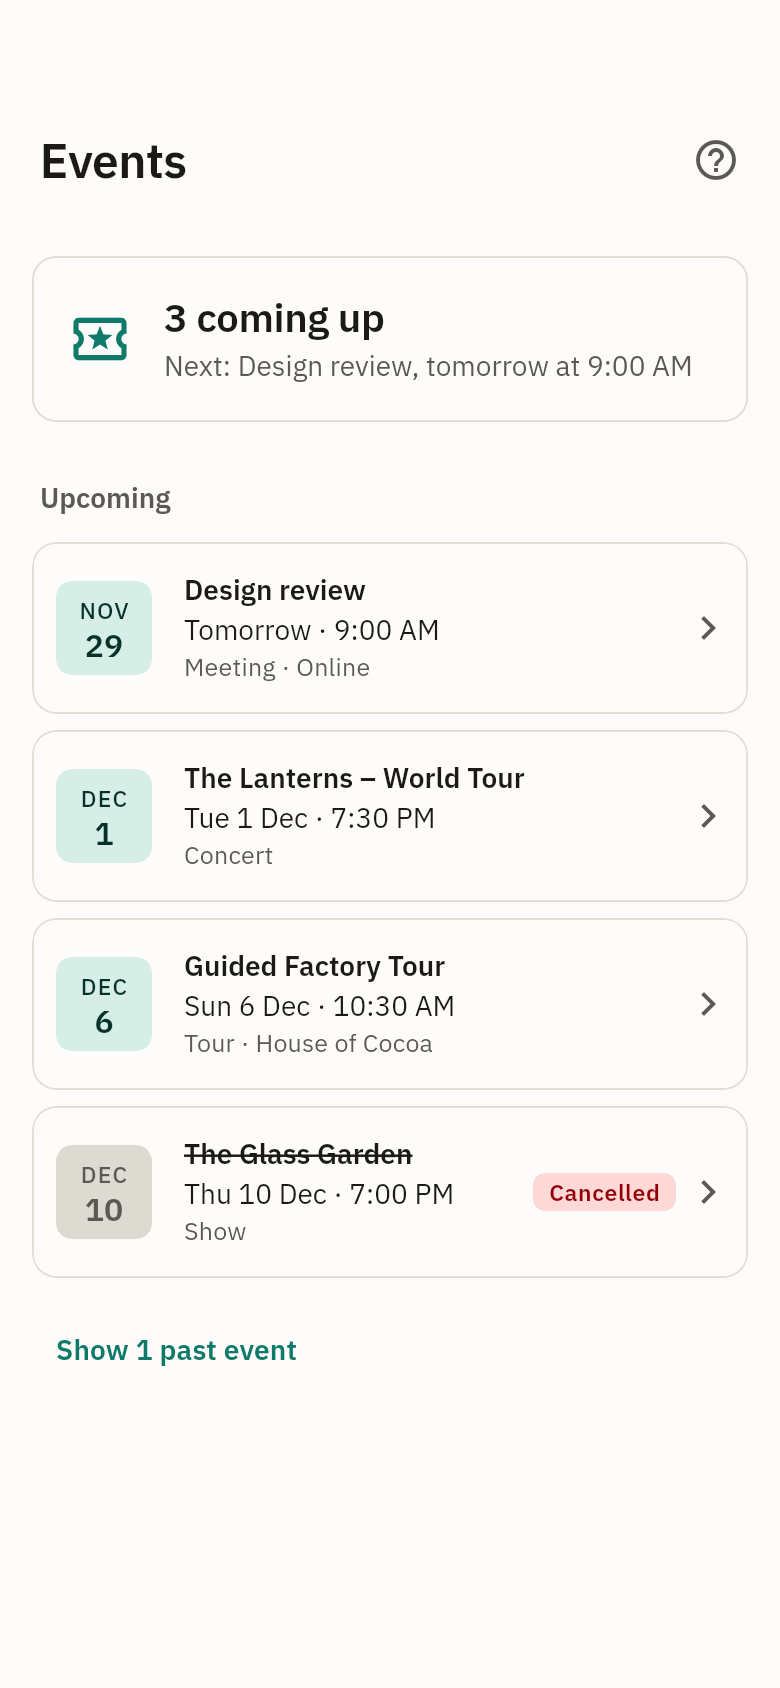 Events
3 coming up
Next: Design review, tomorrow at 9:00 AM
Upcoming
NOV
29
Design review
Tomorrow · 9:00 AM
Meeting · Online
DEC
1
The Lanterns – World Tour
Tue 1 Dec · 7:30 PM
Concert
DEC
6
Guided Factory Tour
Sun 6 Dec · 10:30 AM
Tour · House of Cocoa
DEC
10
The Glass Garden
Thu 10 Dec · 7:00 PM
Show
Cancelled
Show 1 past event